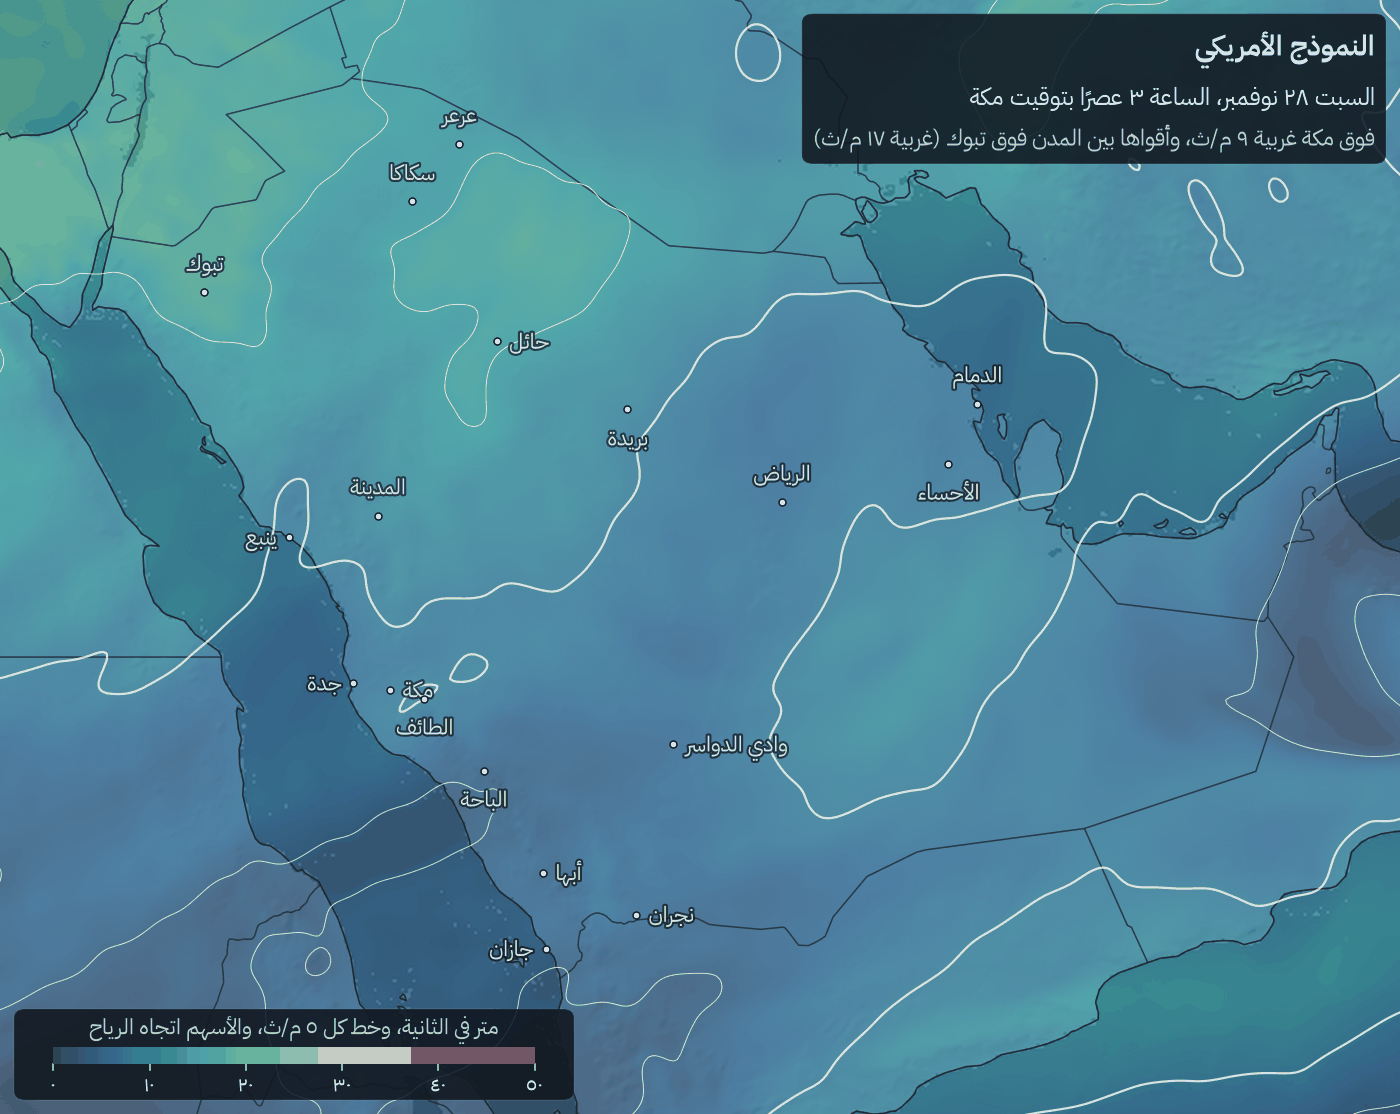 النموذج الأمريكي
السبت ٢٨ نوفمبر، الساعة ٣ عصرًا بتوقيت مكة
فوق مكة غربية ٩ م/ث، وأقواها بين المدن فوق تبوك (غربية ١٧ م/ث)
عرعر
سكاكا
تبوك
حائل
الدمام
بريدة
الرياض
الأحساء
المدينة
ينبع
جدة
مكة
الطائف
وادي الدواسر
الباحة
أبها
نجران
جازان
متر في الثانية، وخط كل ٥ م/ث، والأسهم اتجاه الرياح
٠ ١٠ ٢٠ ٣٠ ٤٠ ٥٠